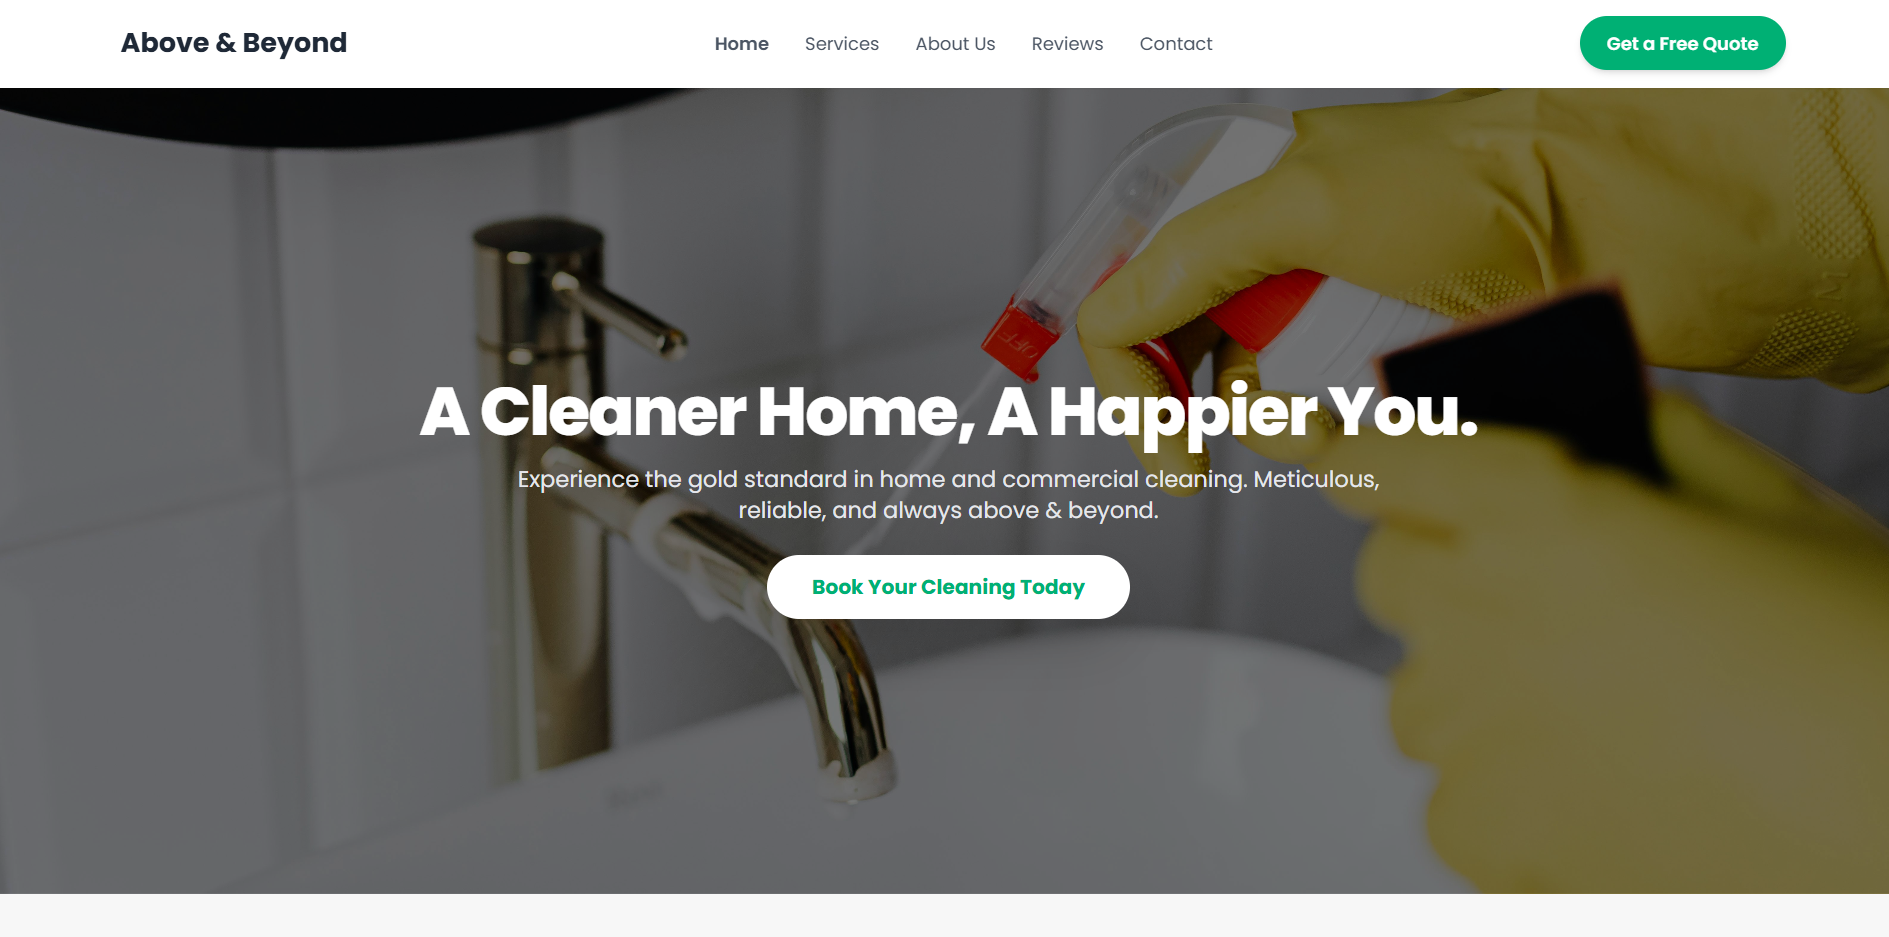 Above & Beyond
Home Services About Us Reviews Contact
Get a Free Quote
OFF
A Cleaner Home, A Happier You.
Experience the gold standard in home and commercial cleaning. Meticulous,
reliable, and always above & beyond.
Book Your Cleaning Today